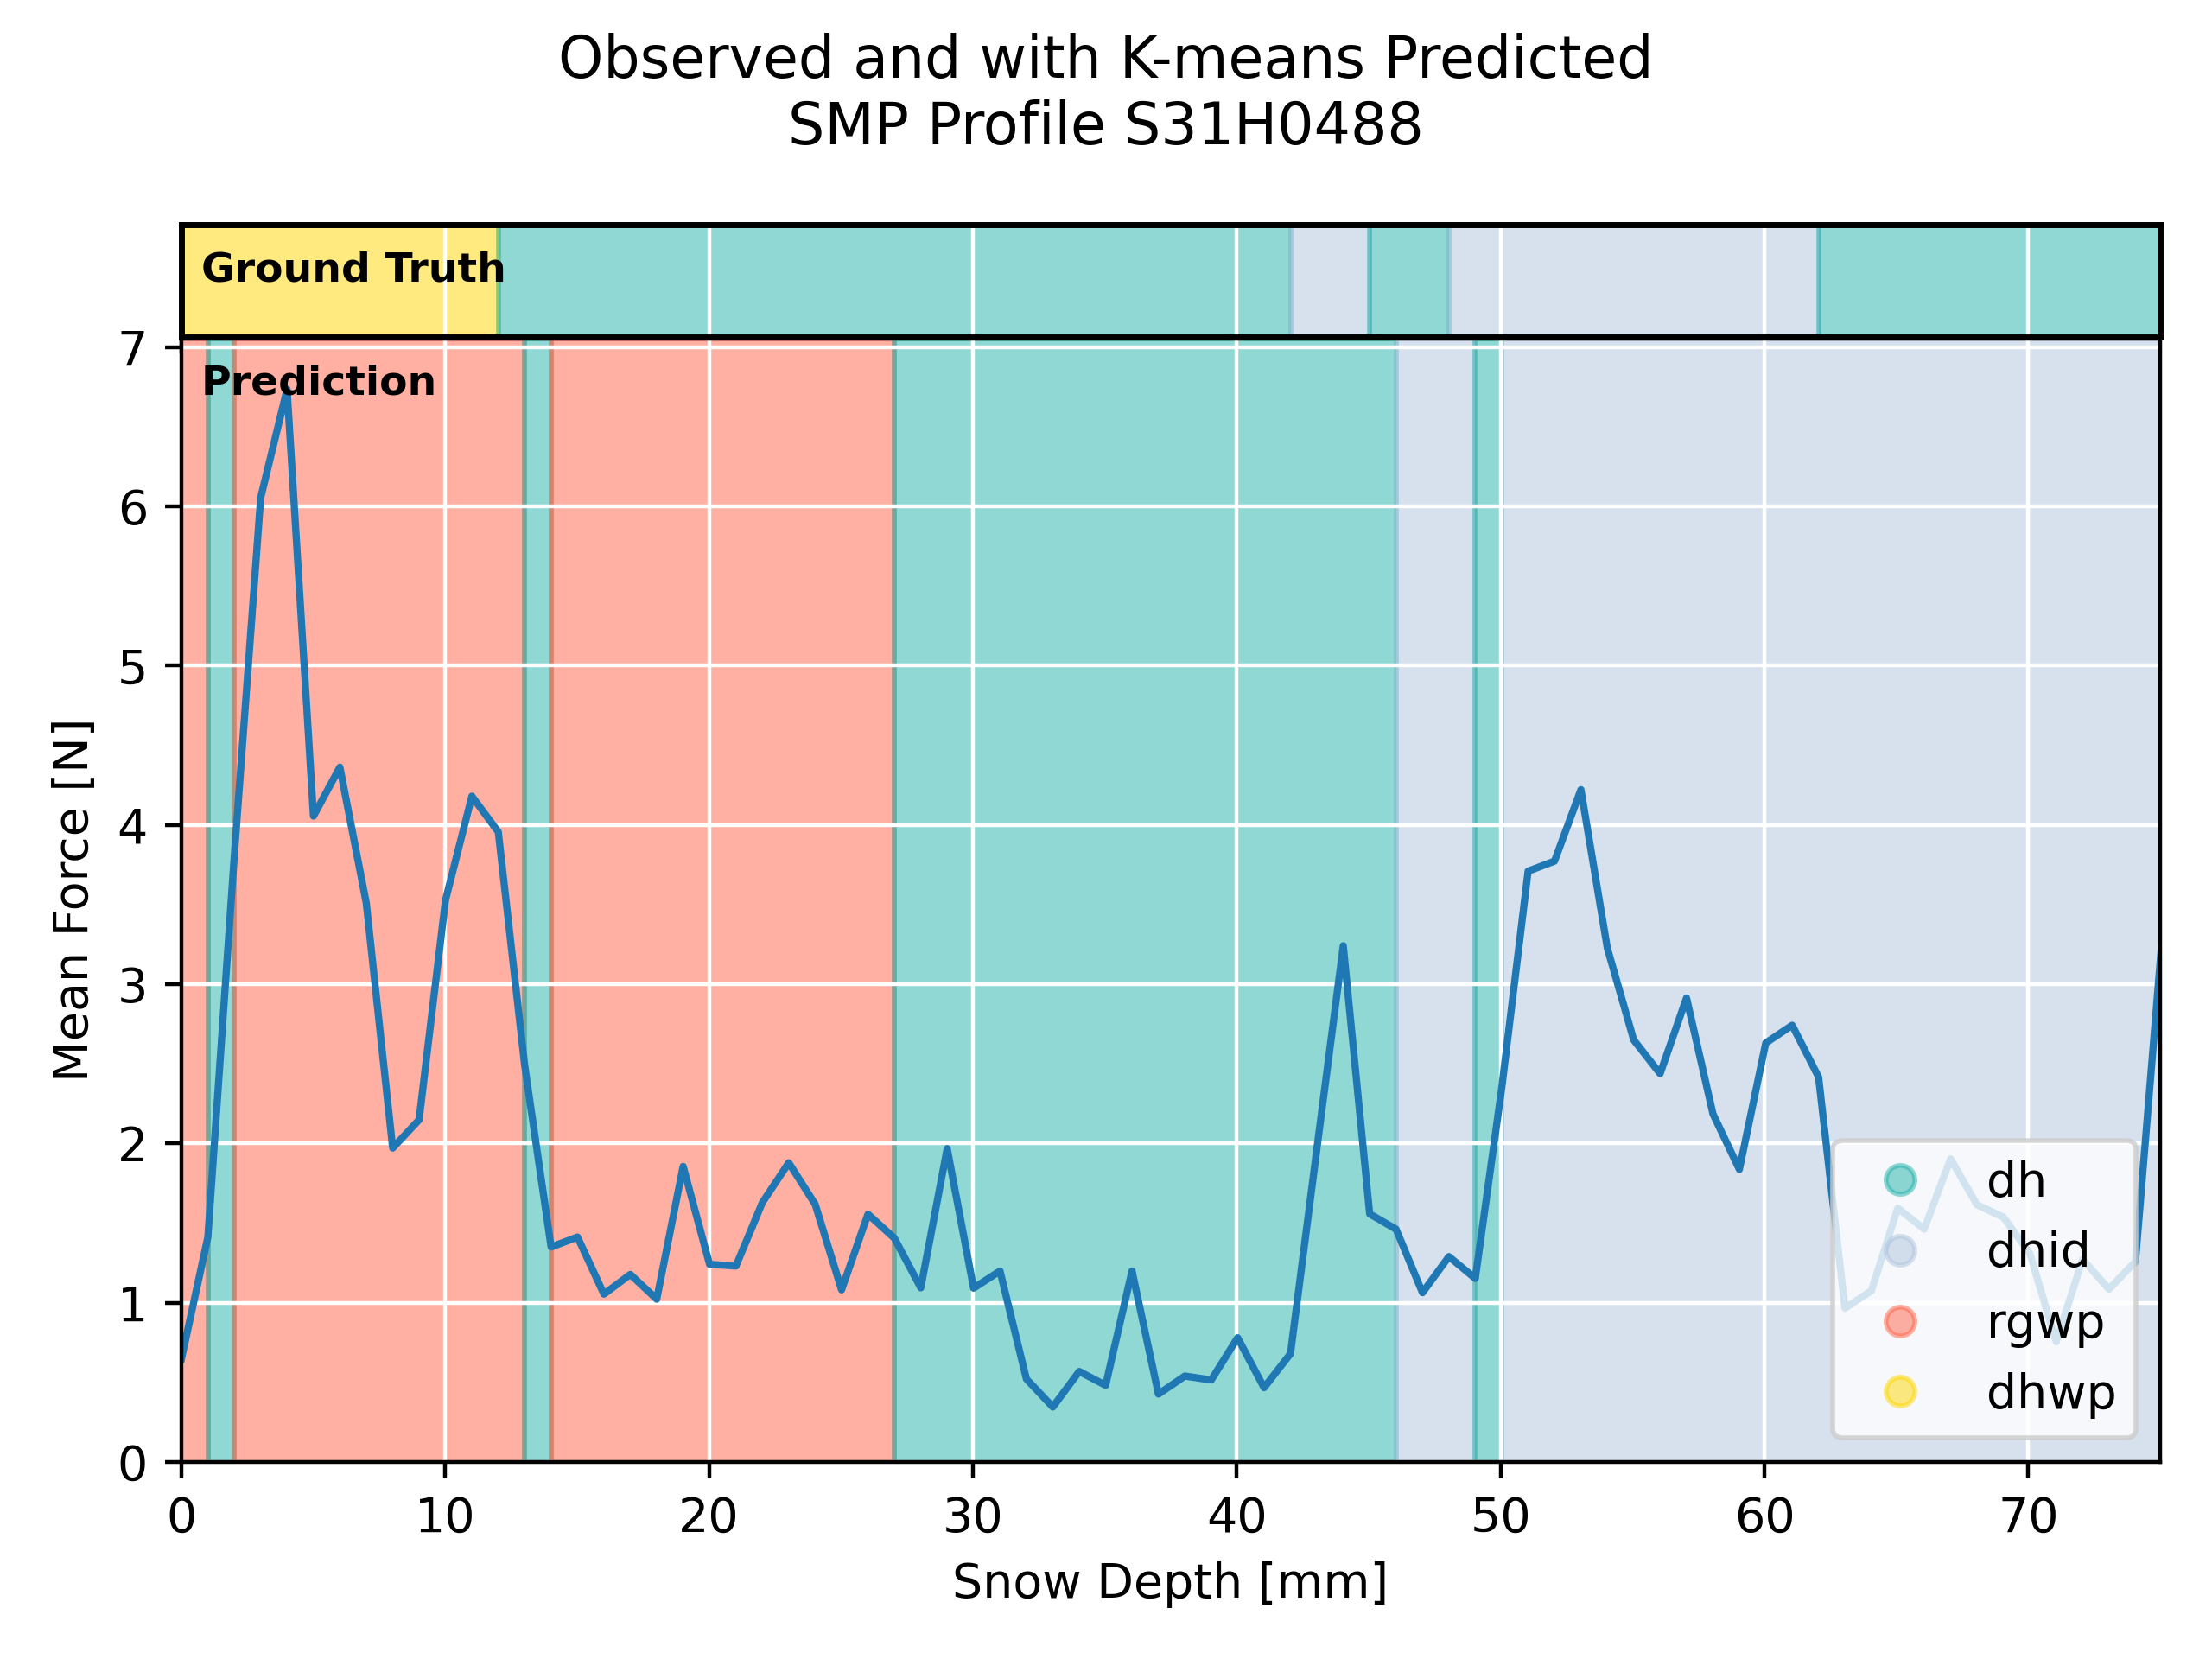 Observed and with K-means Predicted
SMP Profile S31H0488
Ground Truth
Prediction
7
6
5
4
3
2
1
0
Mean Force [N]
0 10 20 30 40 50 60 70
Snow Depth [mm]
dh
dhid
rgwp
dhwp